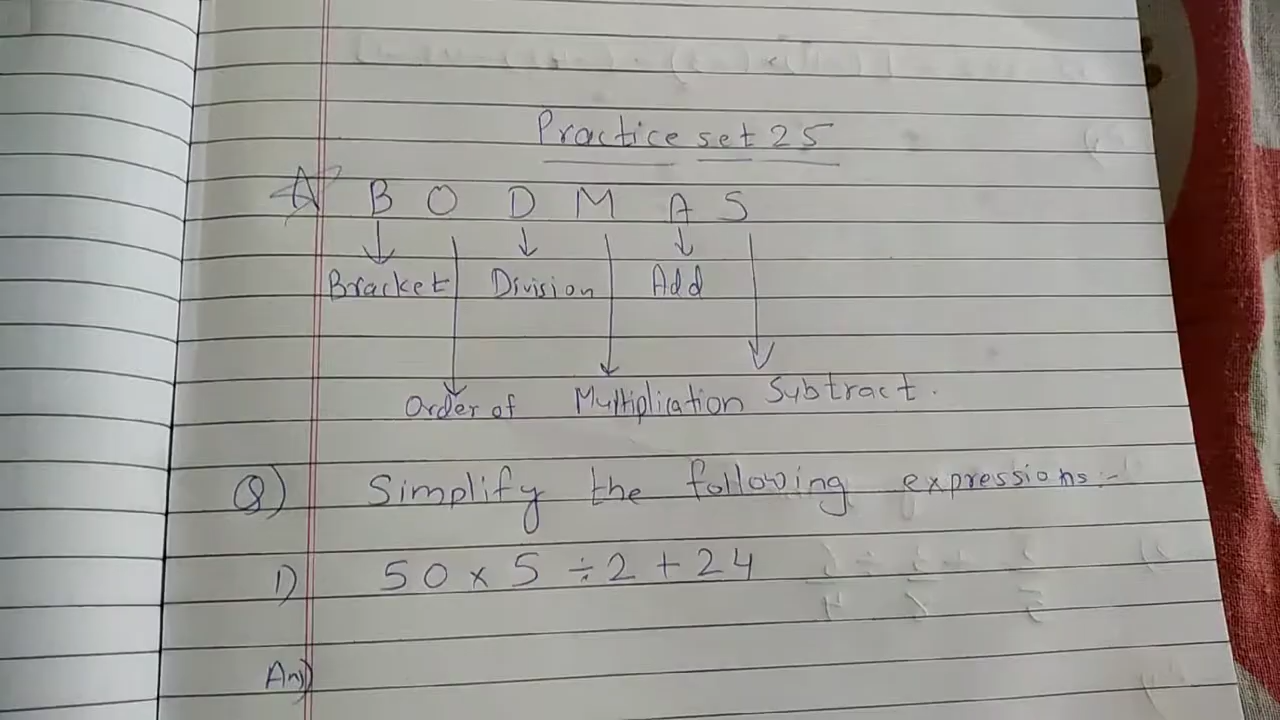 Practice set 25
A B O D M A S
Bracket Division Add
Order of Multiplication Subtract.
Q) Simplify the following expressions:-
1) 50 × 5 ÷ 2 + 24
Ans)